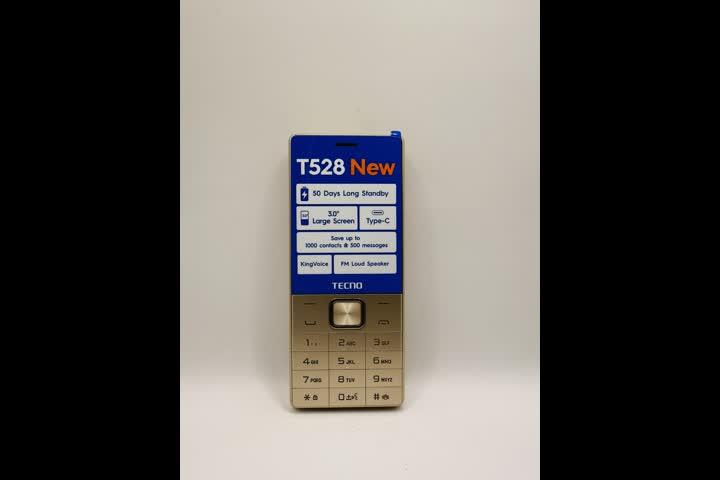 T528 New
50 Days Long Standby
3.0"
Large Screen
Type-C
Save up to
1000 contacts & 500 messages
KingVoice
FM Loud Speaker
TECNO
1
2 ABC
3 DEF
4 GHI
5 JKL
6 MNO
7 PQRS
8 TUV
9 WXYZ
*
0
#